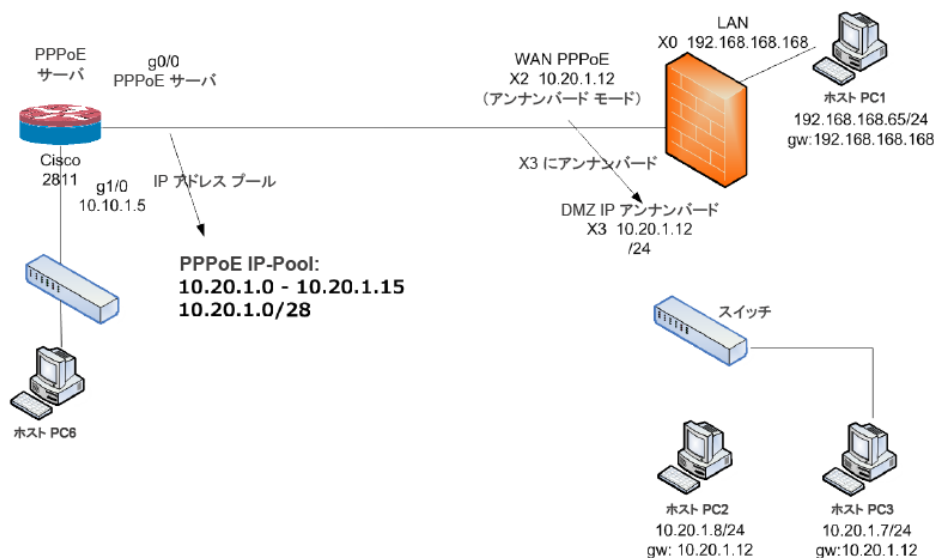 PPPoE
サーバ
g0/0
PPPoE サーバ
WAN PPPoE
X2 10.20.1.12
（アンナンバード モード）
LAN
X0 192.168.168.168
ホスト PC1
192.168.168.65/24
gw:192.168.168.168
Cisco
2811
g1/0
10.10.1.5
IP アドレス プール
X3 にアンナンバード
DMZ IP アンナンバード
X3 10.20.1.12
/24
PPPoE IP-Pool:
10.20.1.0 - 10.20.1.15
10.20.1.0/28
スイッチ
ホスト PC6
ホスト PC2
10.20.1.8/24
gw: 10.20.1.12
ホスト PC3
10.20.1.7/24
gw:10.20.1.12